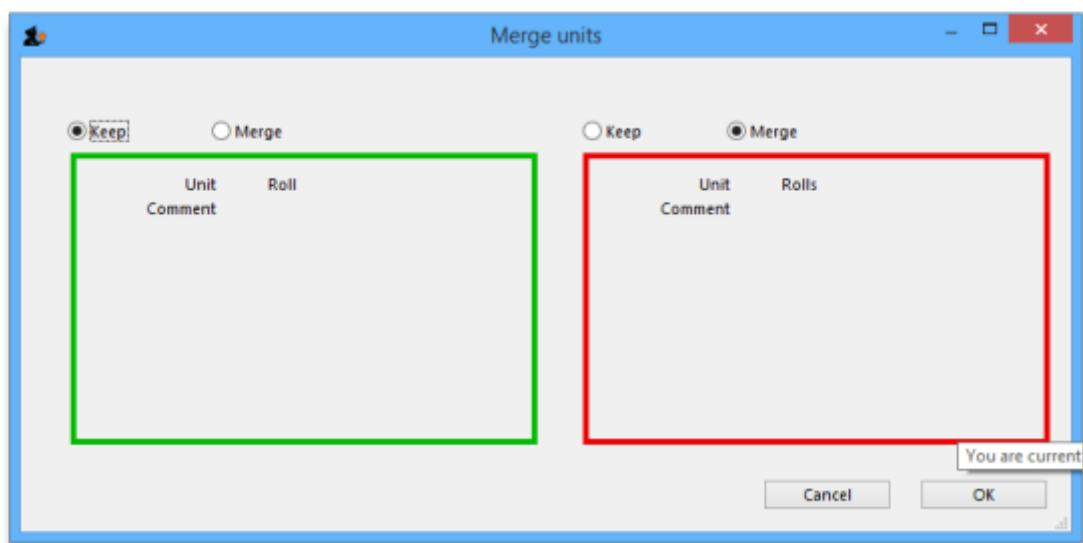 Merge units
Keep Merge Keep Merge
Unit Roll Unit Rolls
Comment Comment
You are current
Cancel OK